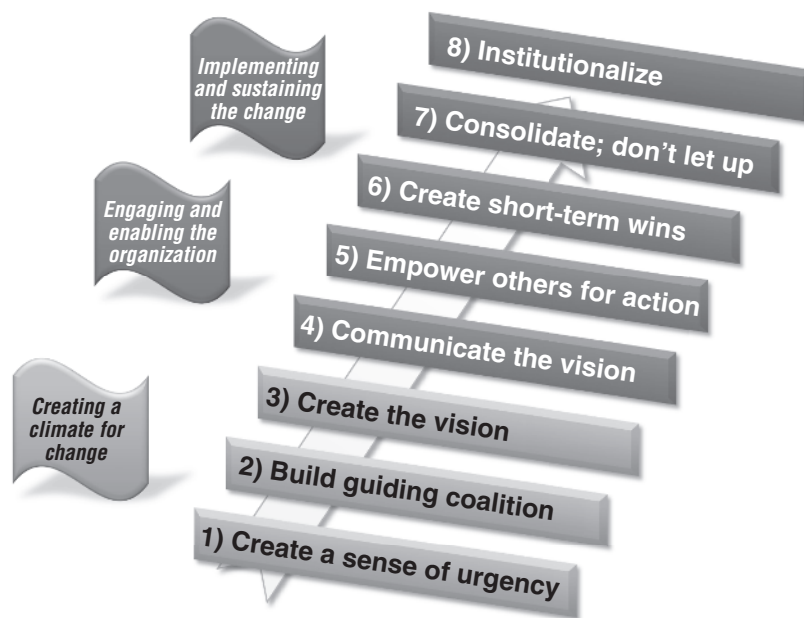 Implementing
and sustaining
the change
8) Institutionalize
7) Consolidate; don’t let up
6) Create short-term wins
Engaging and
enabling the
organization
5) Empower others for action
4) Communicate the vision
Creating a
climate for
change
3) Create the vision
2) Build guiding coalition
1) Create a sense of urgency